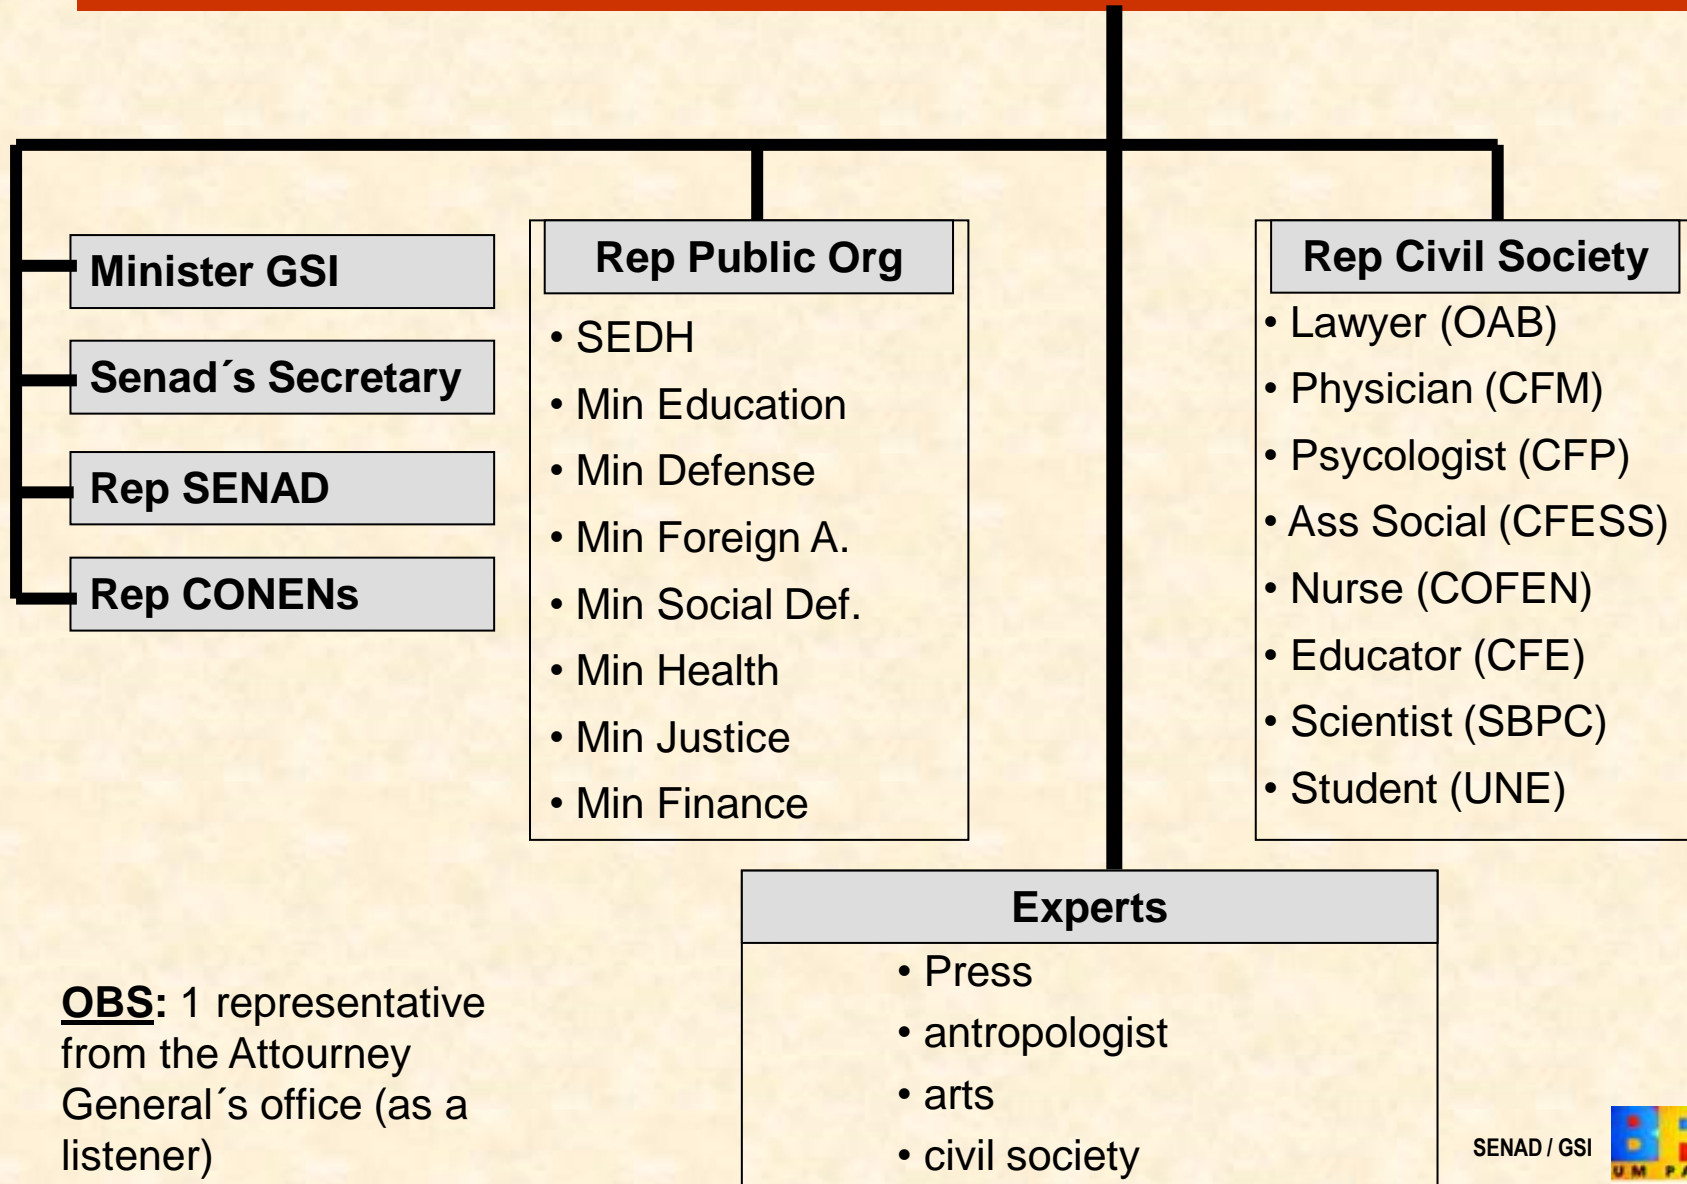 Minister GSI
Senad´s Secretary
Rep SENAD
Rep CONENs
Rep Public Org
• SEDH
• Min Education
• Min Defense
• Min Foreign A.
• Min Social Def.
• Min Health
• Min Justice
• Min Finance
Rep Civil Society
• Lawyer (OAB)
• Physician (CFM)
• Psycologist (CFP)
• Ass Social (CFESS)
• Nurse (COFEN)
• Educator (CFE)
• Scientist (SBPC)
• Student (UNE)
Experts
• Press
• antropologist
• arts
• civil society
OBS: 1 representative
from the Attourney
General´s office (as a
listener)
SENAD / GSI
UM